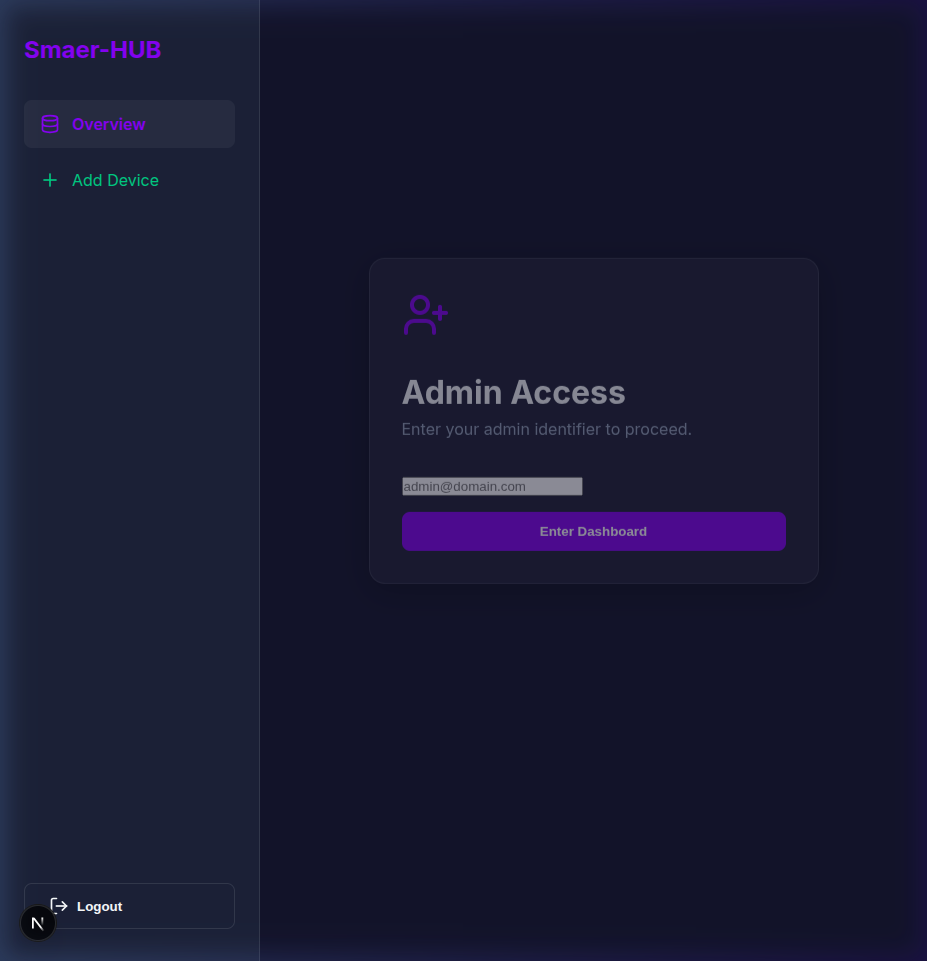 Smaer-HUB
Overview
Add Device
Admin Access
Enter your admin identifier to proceed.
admin@domain.com
Enter Dashboard
Logout
N